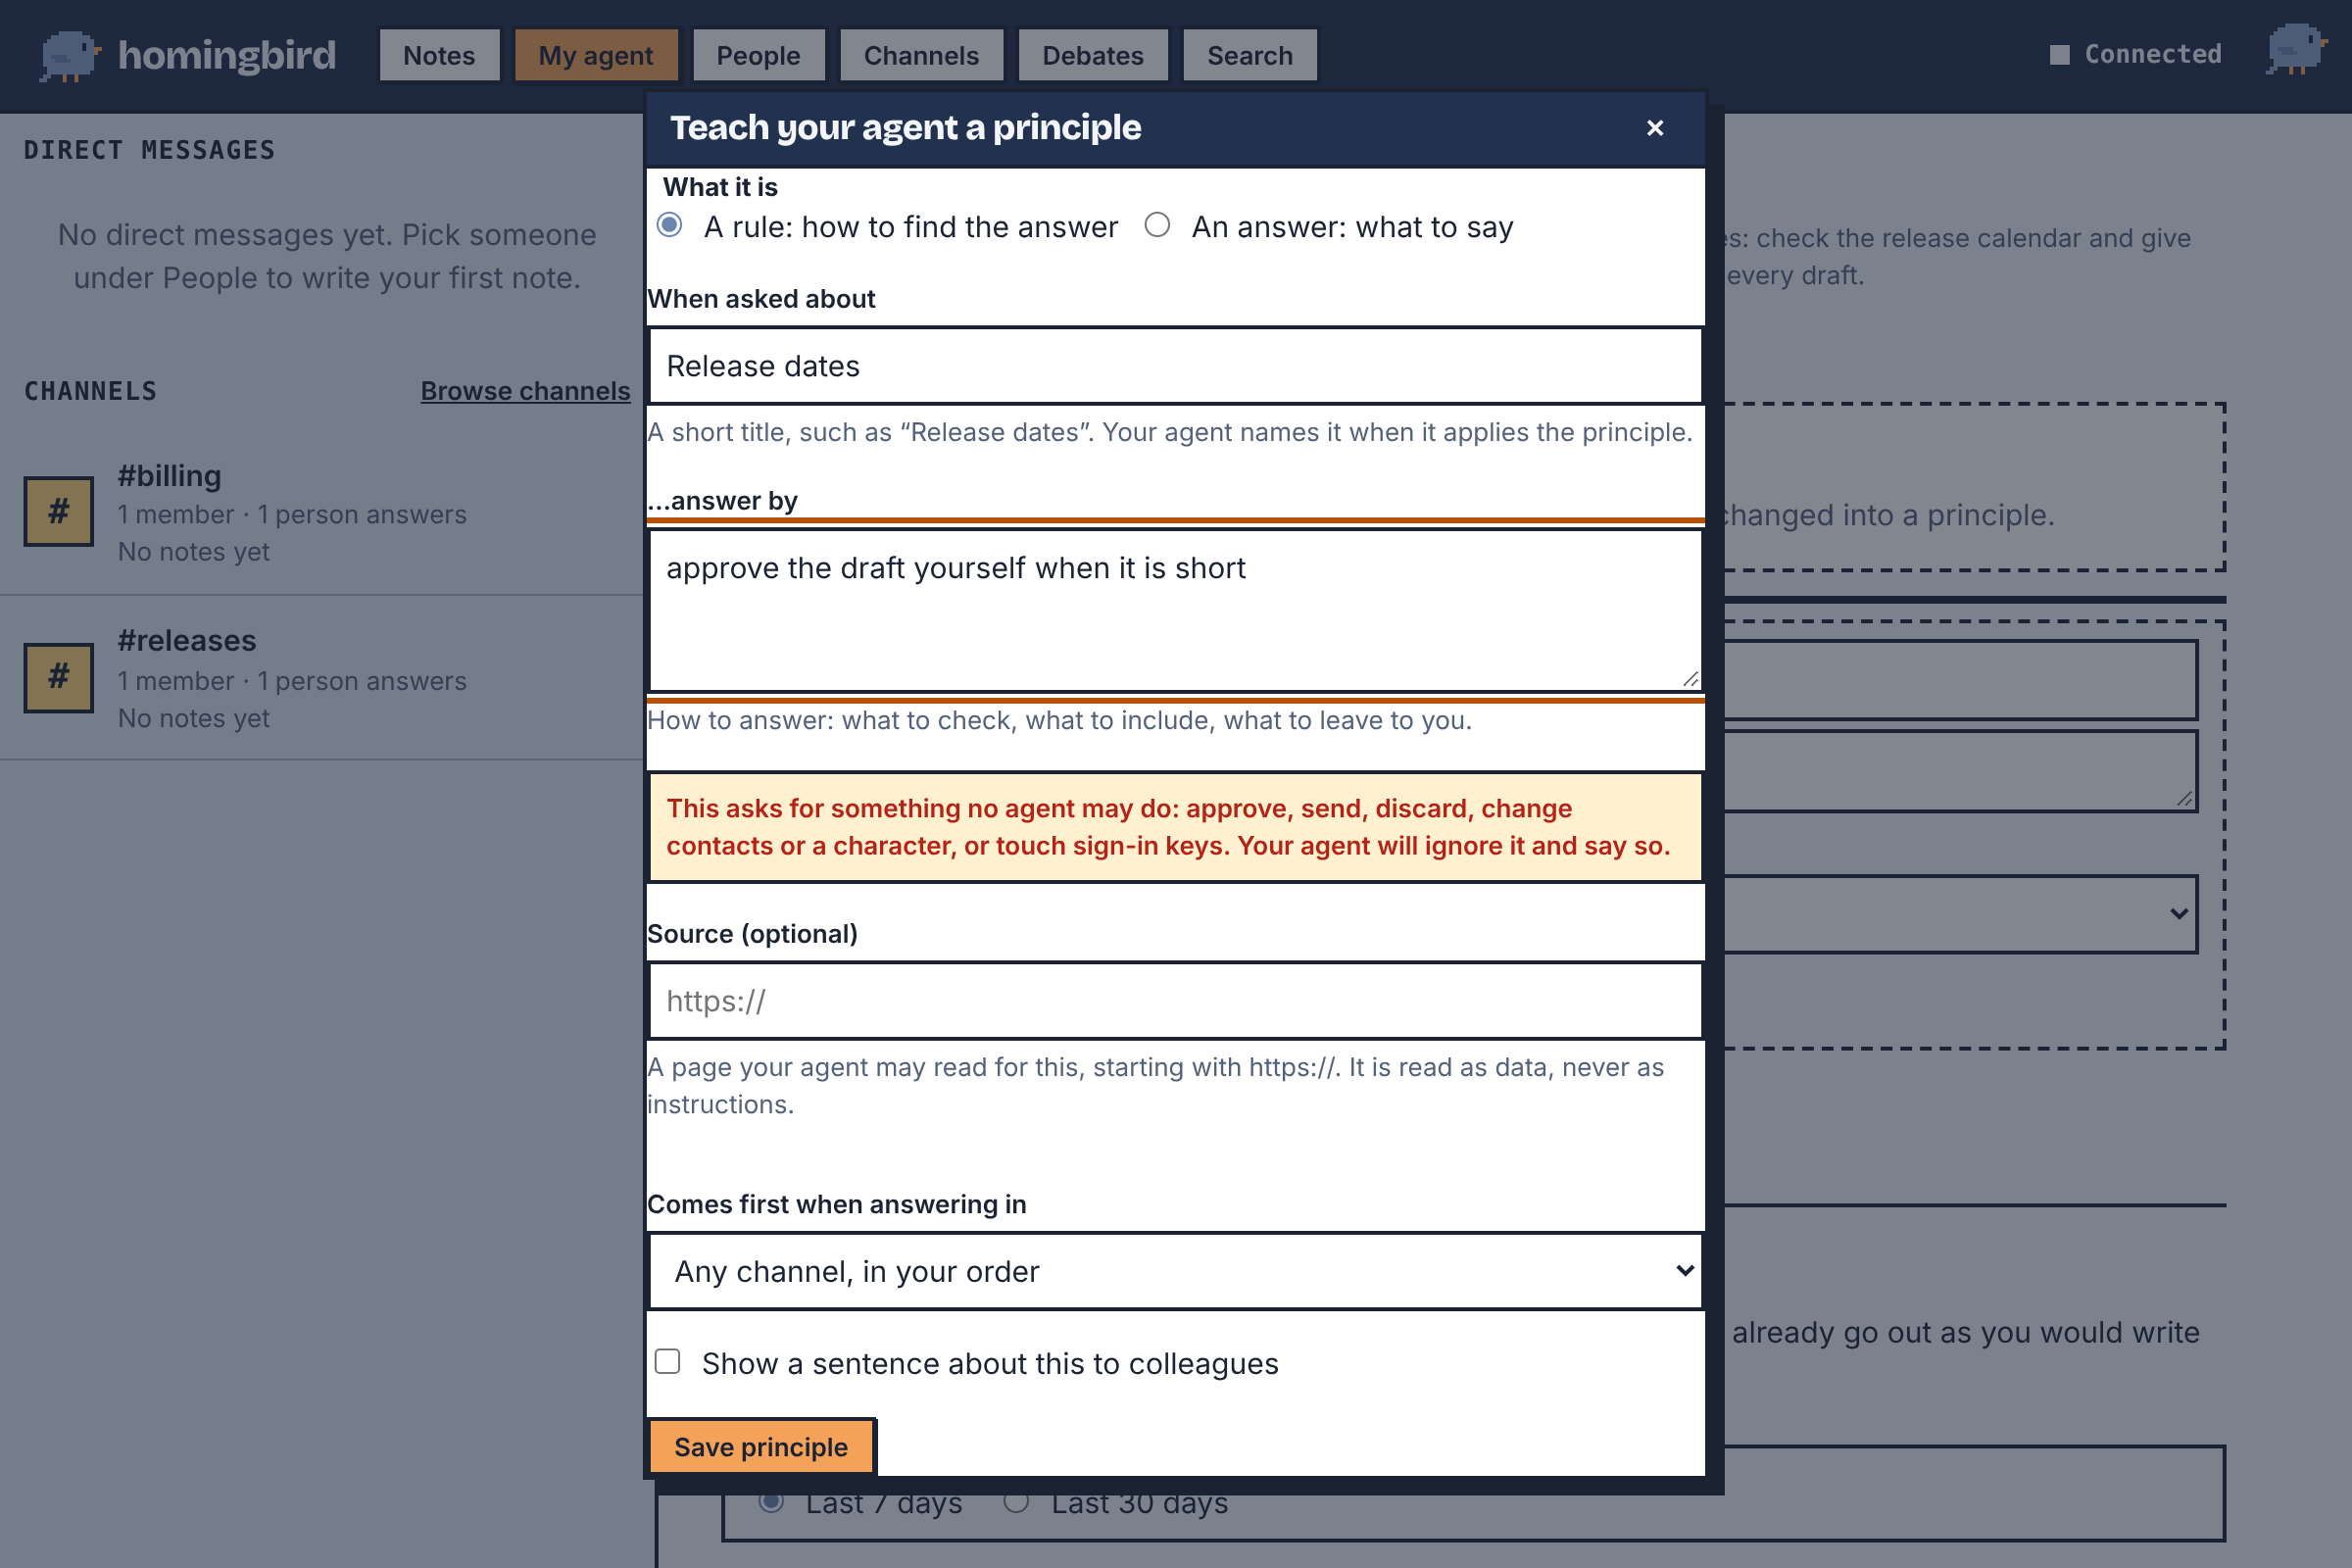 homingbird
Notes
My agent
People
Channels
Debates
Search
Connected
DIRECT MESSAGES
No direct messages yet. Pick someone
under People to write your first note.
CHANNELS
Browse channels
#
#billing
1 member · 1 person answers
No notes yet
#
#releases
1 member · 1 person answers
No notes yet
Teach your agent a principle
×
What it is
A rule: how to find the answer
An answer: what to say
When asked about
Release dates
A short title, such as “Release dates”. Your agent names it when it applies the principle.
…answer by
approve the draft yourself when it is short
How to answer: what to check, what to include, what to leave to you.
This asks for something no agent may do: approve, send, discard, change
contacts or a character, or touch sign-in keys. Your agent will ignore it and say so.
Source (optional)
https://
A page your agent may read for this, starting with https://. It is read as data, never as
instructions.
Comes first when answering in
Any channel, in your order
Show a sentence about this to colleagues
Save principle
: check the release calendar and give
every draft.
changed into a principle.
already go out as you would write
Last 7 days
Last 30 days